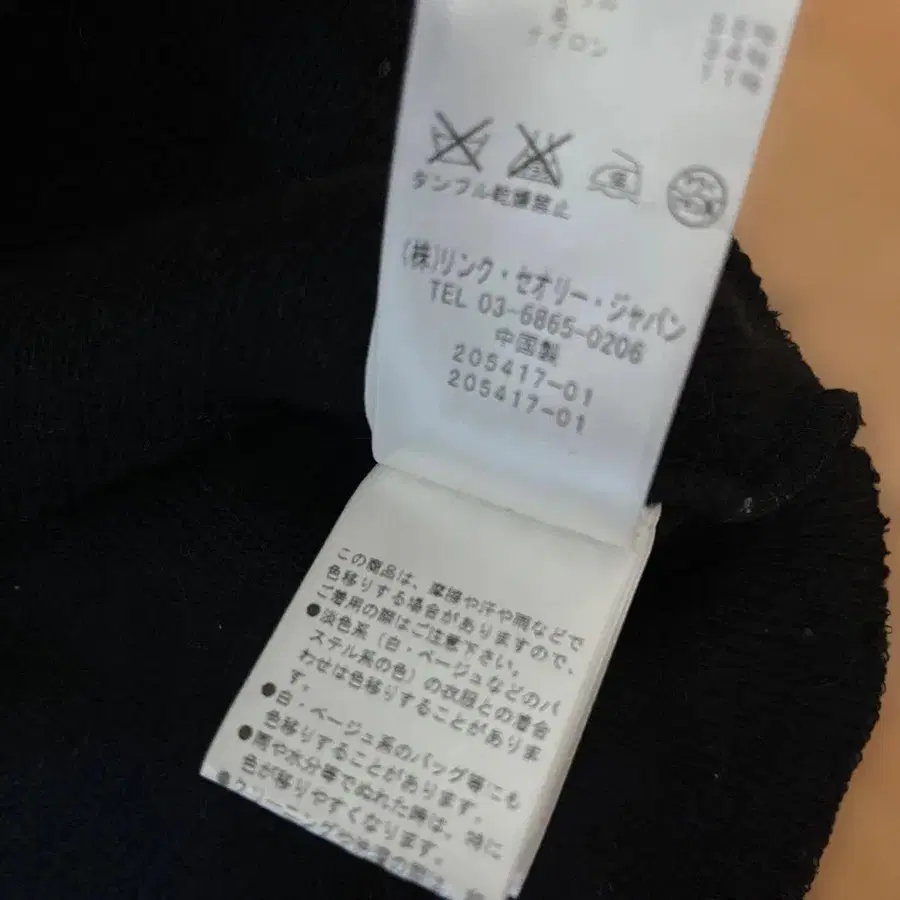 ナイロン
タンブル乾燥禁止
(株)リンク・セオリー・ジャパン
TEL 03-6865-0206
中国製
205417-01
205417-01
この商品は、摩擦や汗や雨などで
色移りする場合がありますので、
ご着用の際はご注意下さい。
●淡色系(白・ベージュなどのパ
ステル系の色)の衣服との着合
わせは色移りすることがありま
す。
●白・ベージュ系のバッグ等にも
色移りすることがあります。
●雨や水分等でぬれた時は、特に
色が移りやすくなります。
●クリーニング